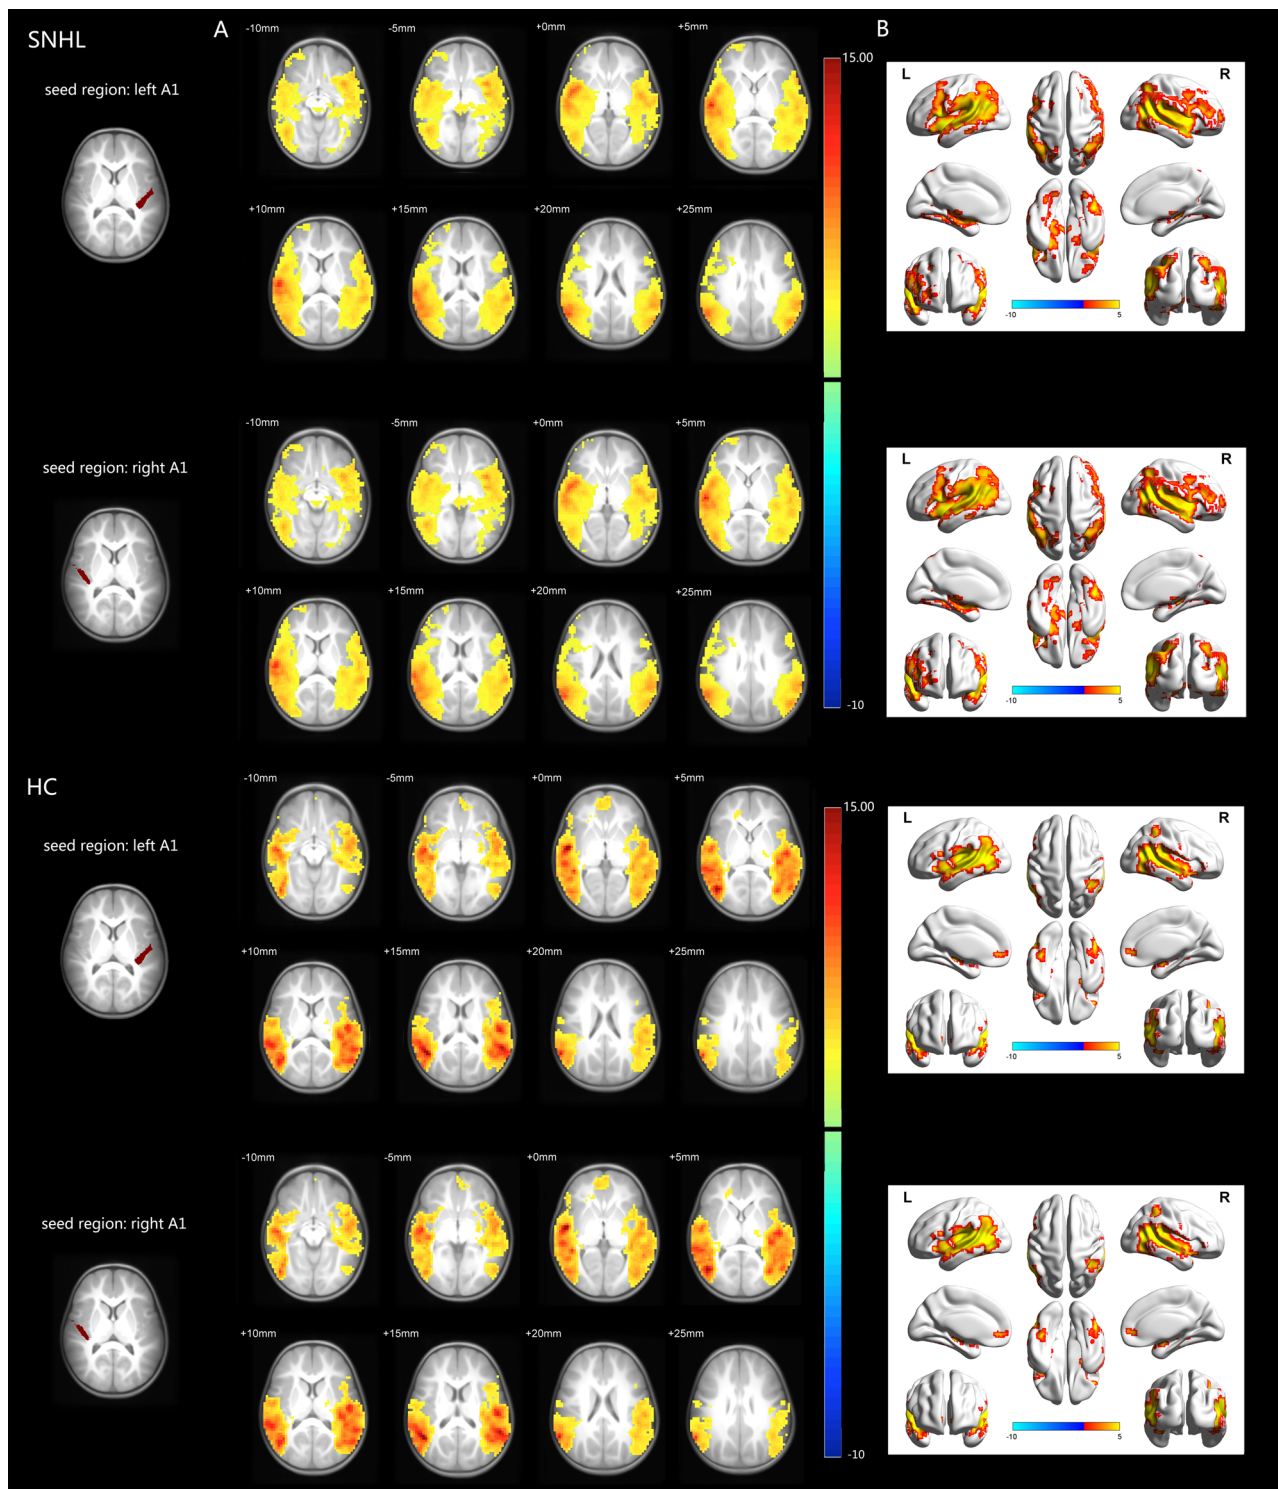 SNHL
A
B
seed region: left A1
-10mm
-5mm
+0mm
+5mm
15.00
L
R
+10mm
+15mm
+20mm
+25mm
-10
5
seed region: right A1
-10mm
-5mm
+0mm
+5mm
L
R
+10mm
+15mm
+20mm
+25mm
-10
5
-10
HC
seed region: left A1
-10mm
-5mm
+0mm
+5mm
15.00
L
R
+10mm
+15mm
+20mm
+25mm
-10
5
seed region: right A1
-10mm
-5mm
+0mm
+5mm
L
R
+10mm
+15mm
+20mm
+25mm
-10
5
-10